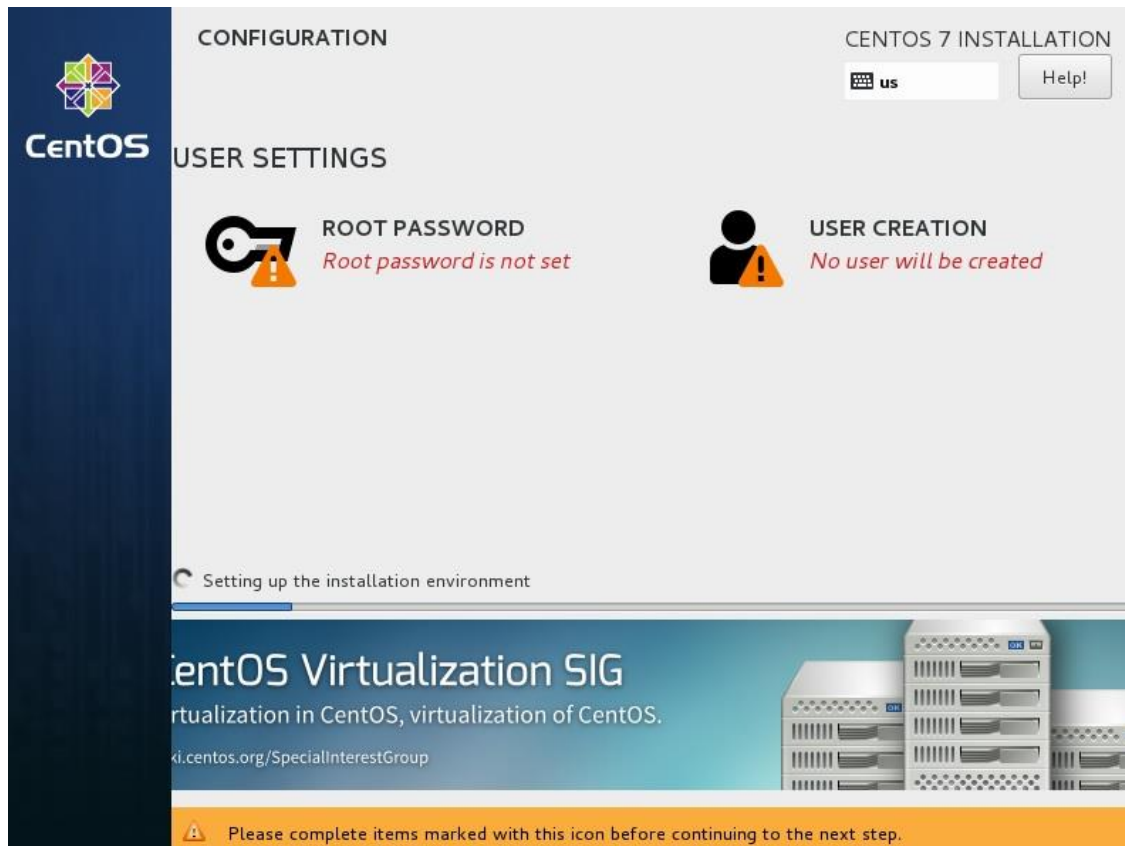 CONFIGURATION
CENTOS 7 INSTALLATION
us
Help!
CentOS
USER SETTINGS
ROOT PASSWORD
Root password is not set
USER CREATION
No user will be created
Setting up the installation environment
entOS Virtualization SIG
rtualization in CentOS, virtualization of CentOS.
ki.centos.org/SpecialInterestGroup
OK
OK
Please complete items marked with this icon before continuing to the next step.